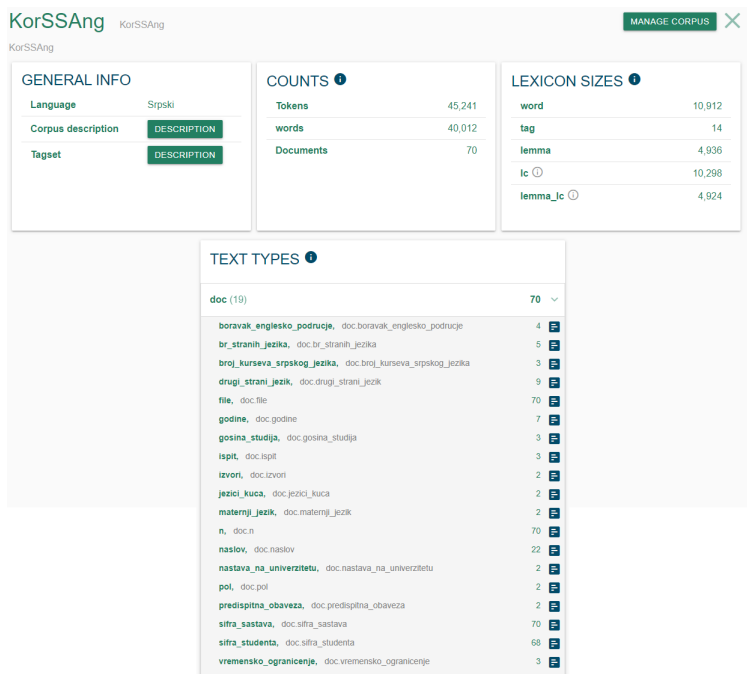 KorSSAng KorSSAng
MANAGE CORPUS
KorSSAng
GENERAL INFO
Language Srpski
Corpus description DESCRIPTION
Tagset DESCRIPTION
COUNTS
Tokens 45,241
words 40,012
Documents 70
LEXICON SIZES
word 10,912
tag 14
lemma 4,936
lc 10,298
lemma_lc 4,924
TEXT TYPES
doc (19) 70
boravak_englesko_podrucje, doc.boravak_englesko_podrucje 4
br_stranih_jezika, doc.br_stranih_jezika 5
broj_kurseva_srpskog_jezika, doc.broj_kurseva_srpskog_jezika 3
drugi_strani_jezik, doc.drugi_strani_jezik 9
file, doc.file 70
godine, doc.godine 7
gosina_studija, doc.gosina_studija 3
ispit, doc.ispit 3
izvori, doc.izvori 2
jezici_kuca, doc.jezici_kuca 2
maternji_jezik, doc.maternji_jezik 2
n, doc.n 70
naslov, doc.naslov 22
nastava_na_univerzitetu, doc.nastava_na_univerzitetu 2
pol, doc.pol 2
predispitna_obaveza, doc.predispitna_obaveza 2
sifra_sastava, doc.sifra_sastava 70
sifra_studenta, doc.sifra_studenta 68
vremensko_ogranicenje, doc.vremensko_ogranicenje 3